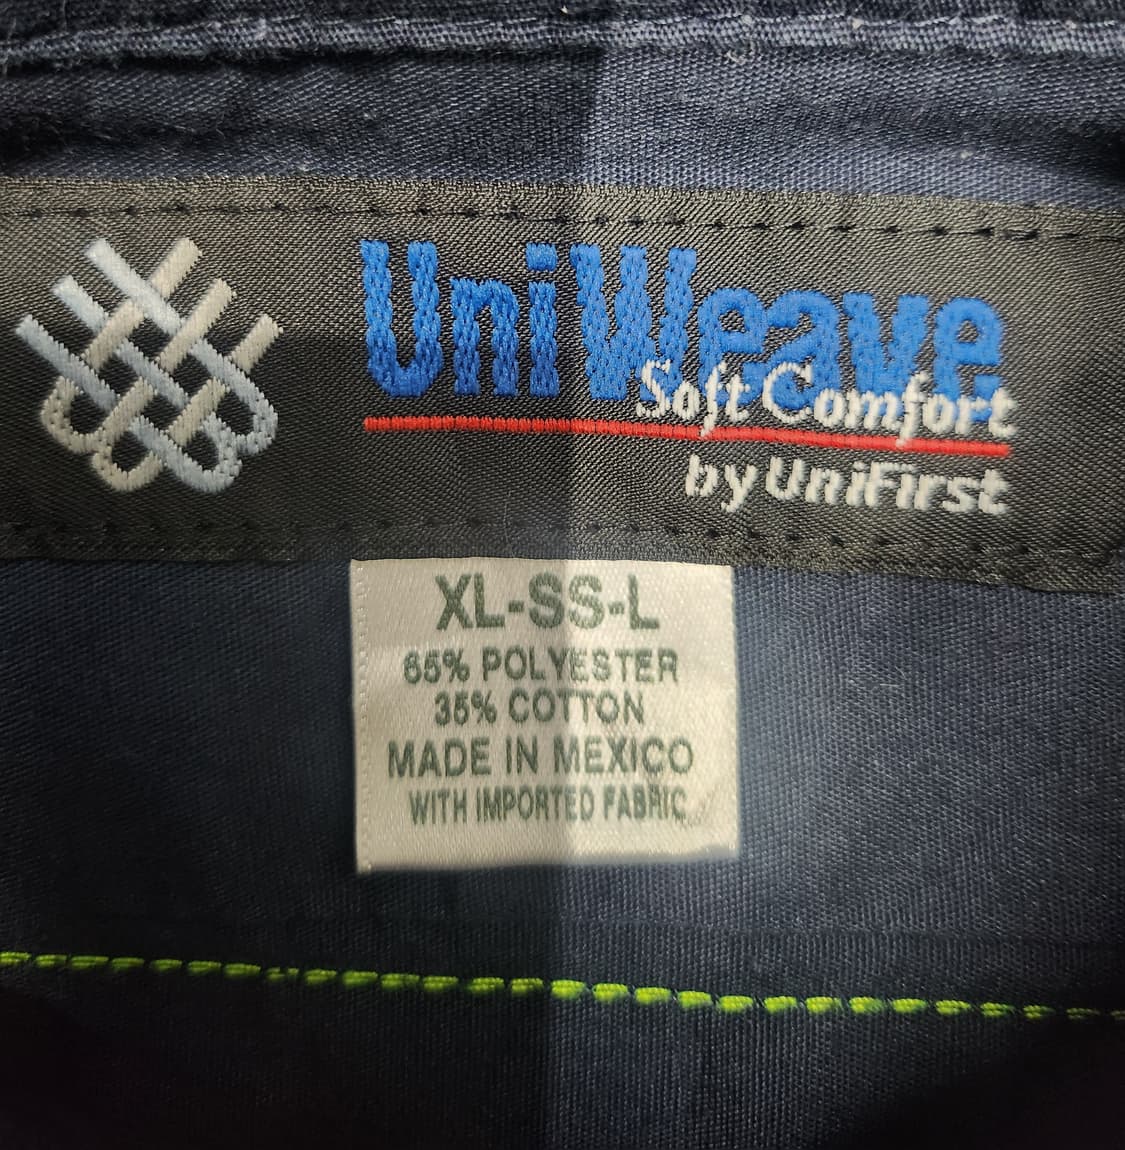 UniWeave
Soft Comfort
by UniFirst
XL-SS-L
65% POLYESTER
35% COTTON
MADE IN MEXICO
WITH IMPORTED FABRIC